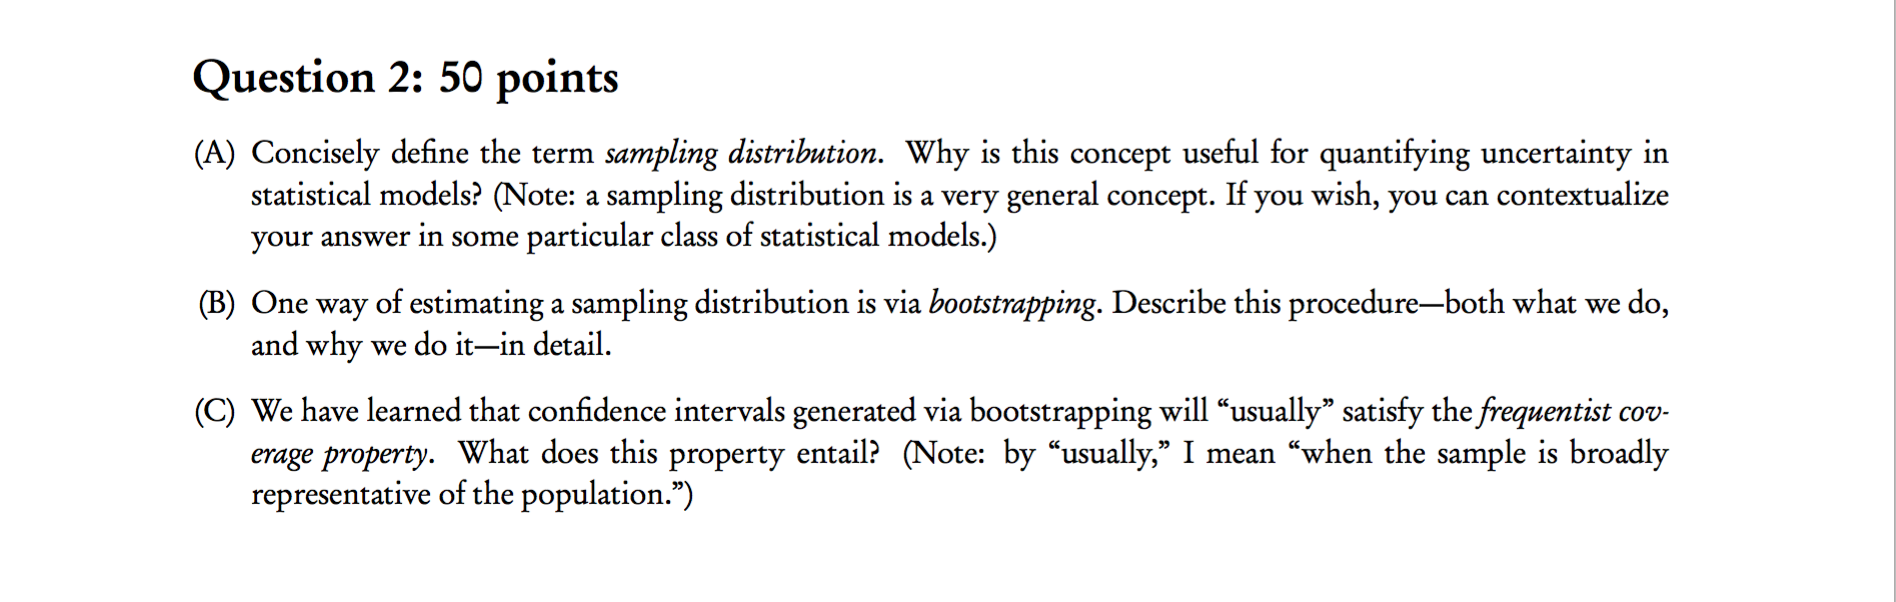 Question 2: 50 points
(A) Concisely define the term sampling distribution. Why is this concept useful for quantifying uncertainty in
statistical models? (Note: a sampling distribution is a very general concept. If you wish, you can contextualize
your answer in some particular class of statistical models.)
(B) One way of estimating a sampling distribution is via bootstrapping. Describe this procedure—both what we do,
and why we do it—in detail.
(C) We have learned that confidence intervals generated via bootstrapping will “usually” satisfy the frequentist cov-
erage property. What does this property entail? (Note: by “usually,” I mean “when the sample is broadly
representative of the population.”)